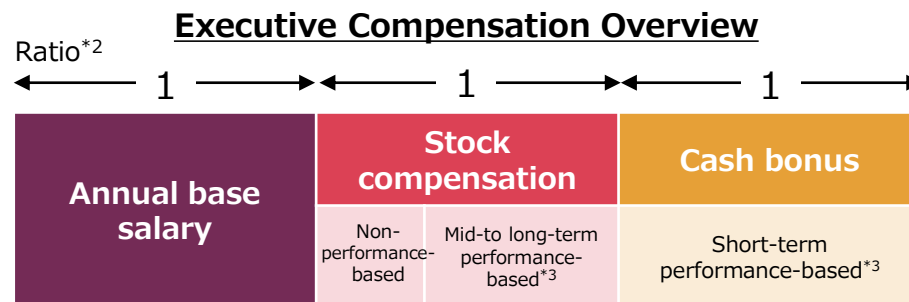 Executive Compensation Overview
Ratio*2
1
1
1
Annual base
salary
Stock
compensation
Cash bonus
Non-
performance-
based
Mid-to long-term
performance-
based*3
Short-term
performance-based*3